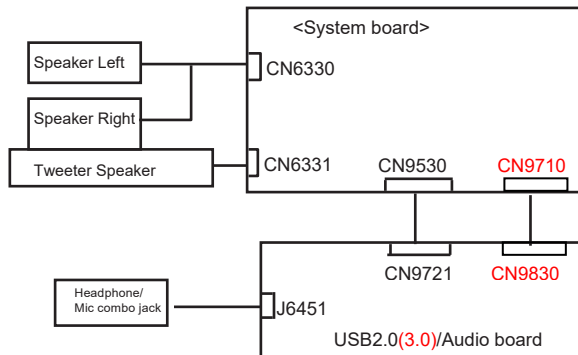 <System board>
Speaker Left
CN6330
Speaker Right
Tweeter Speaker
CN6331
CN9530
CN9710
CN9721
CN9830
Headphone/
Mic combo jack
J6451
USB2.0(3.0)/Audio board